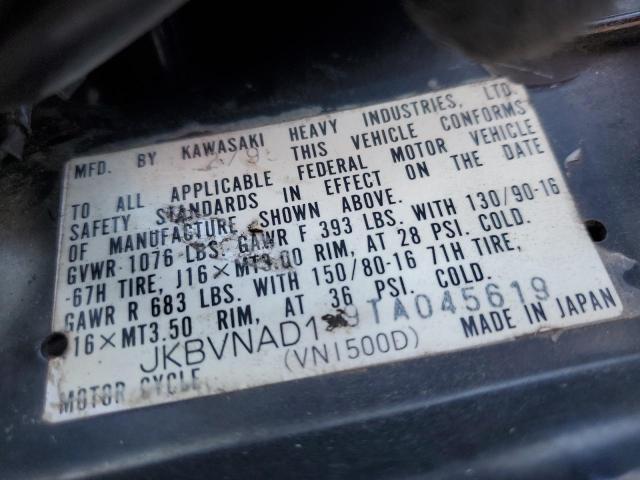 MFD. BY KAWASAKI HEAVY INDUSTRIES, LTD.
THIS VEHICLE CONFORMS
TO ALL APPLICABLE FEDERAL MOTOR VEHICLE
SAFETY STANDARDS IN EFFECT ON THE DATE
OF MANUFACTURE SHOWN ABOVE.
GVWR 1076 LBS. GAWR F 393 LBS. WITH 130/90-16
-67H TIRE, J16×MT3.00 RIM, AT 28 PSI. COLD.
GAWR R 683 LBS. WITH 150/80-16 71H TIRE,
16×MT3.50 RIM, AT 36 PSI. COLD.
(VN1500D) MADE IN JAPAN
MOTOR CYCLE